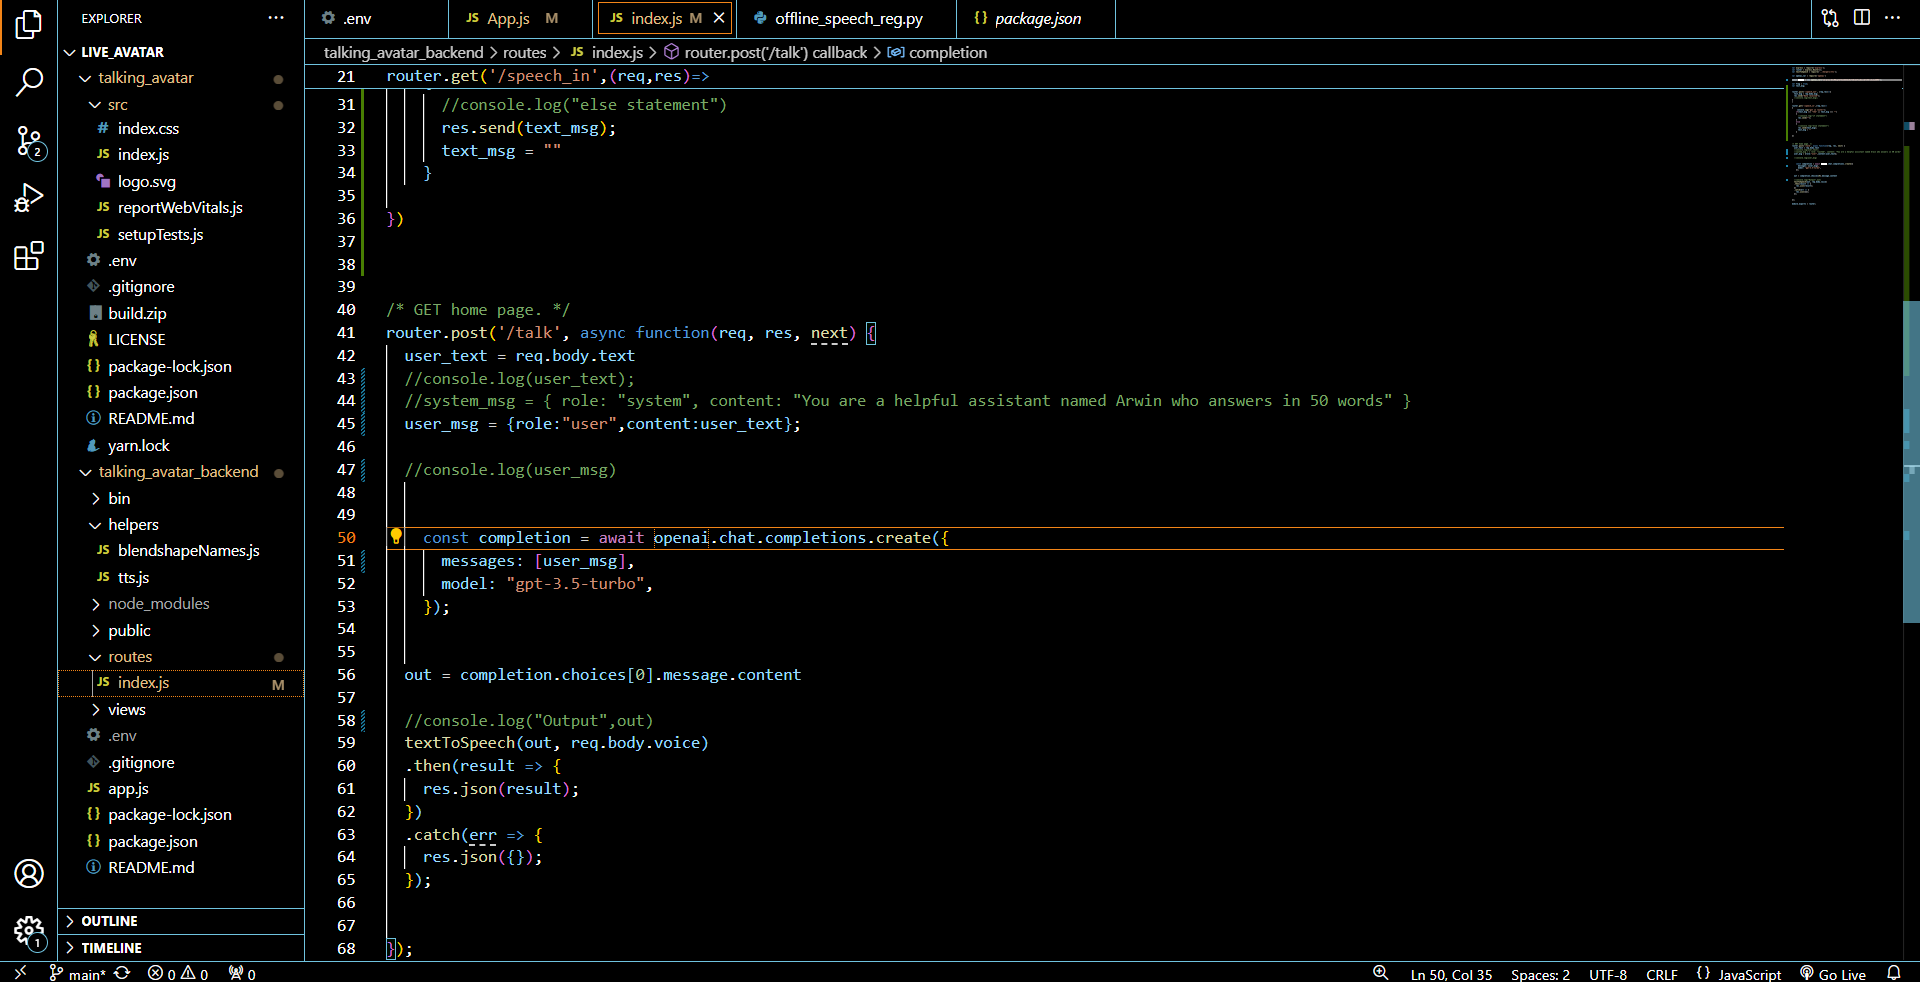 EXPLORER
LIVE_AVATAR
talking_avatar
src
# index.css
JS index.js
logo.svg
JS reportWebVitals.js
JS setupTests.js
.env
.gitignore
build.zip
LICENSE
{} package-lock.json
{} package.json
README.md
yarn.lock
talking_avatar_backend
bin
helpers
JS blendshapeNames.js
JS tts.js
node_modules
public
routes
JS index.js M
views
.env
.gitignore
JS app.js
{} package-lock.json
{} package.json
README.md
OUTLINE
TIMELINE
2
1
.env
JS App.js M
JS index.js M
offline_speech_reg.py
{} package.json
talking_avatar_backend > routes > JS index.js > router.post('/talk') callback > completion
21 router.get('/speech_in',(req,res)=>
31 //console.log("else statement")
32 res.send(text_msg);
33 text_msg = ""
34 }
35
36 })
37
38
39
40 /* GET home page. */
41 router.post('/talk', async function(req, res, next) {
42 user_text = req.body.text
43 //console.log(user_text);
44 //system_msg = { role: "system", content: "You are a helpful assistant named Arwin who answers in 50 words" }
45 user_msg = {role:"user",content:user_text};
46
47 //console.log(user_msg)
48
49
50 const completion = await openai.chat.completions.create({
51 messages: [user_msg],
52 model: "gpt-3.5-turbo",
53 });
54
55
56 out = completion.choices[0].message.content
57
58 //console.log("Output",out)
59 textToSpeech(out, req.body.voice)
60 .then(result => {
61 res.json(result);
62 })
63 .catch(err => {
64 res.json({});
65 });
66
67
68 });
main* 0 0 0
Ln 50, Col 35 Spaces: 2 UTF-8 CRLF {} JavaScript Go Live